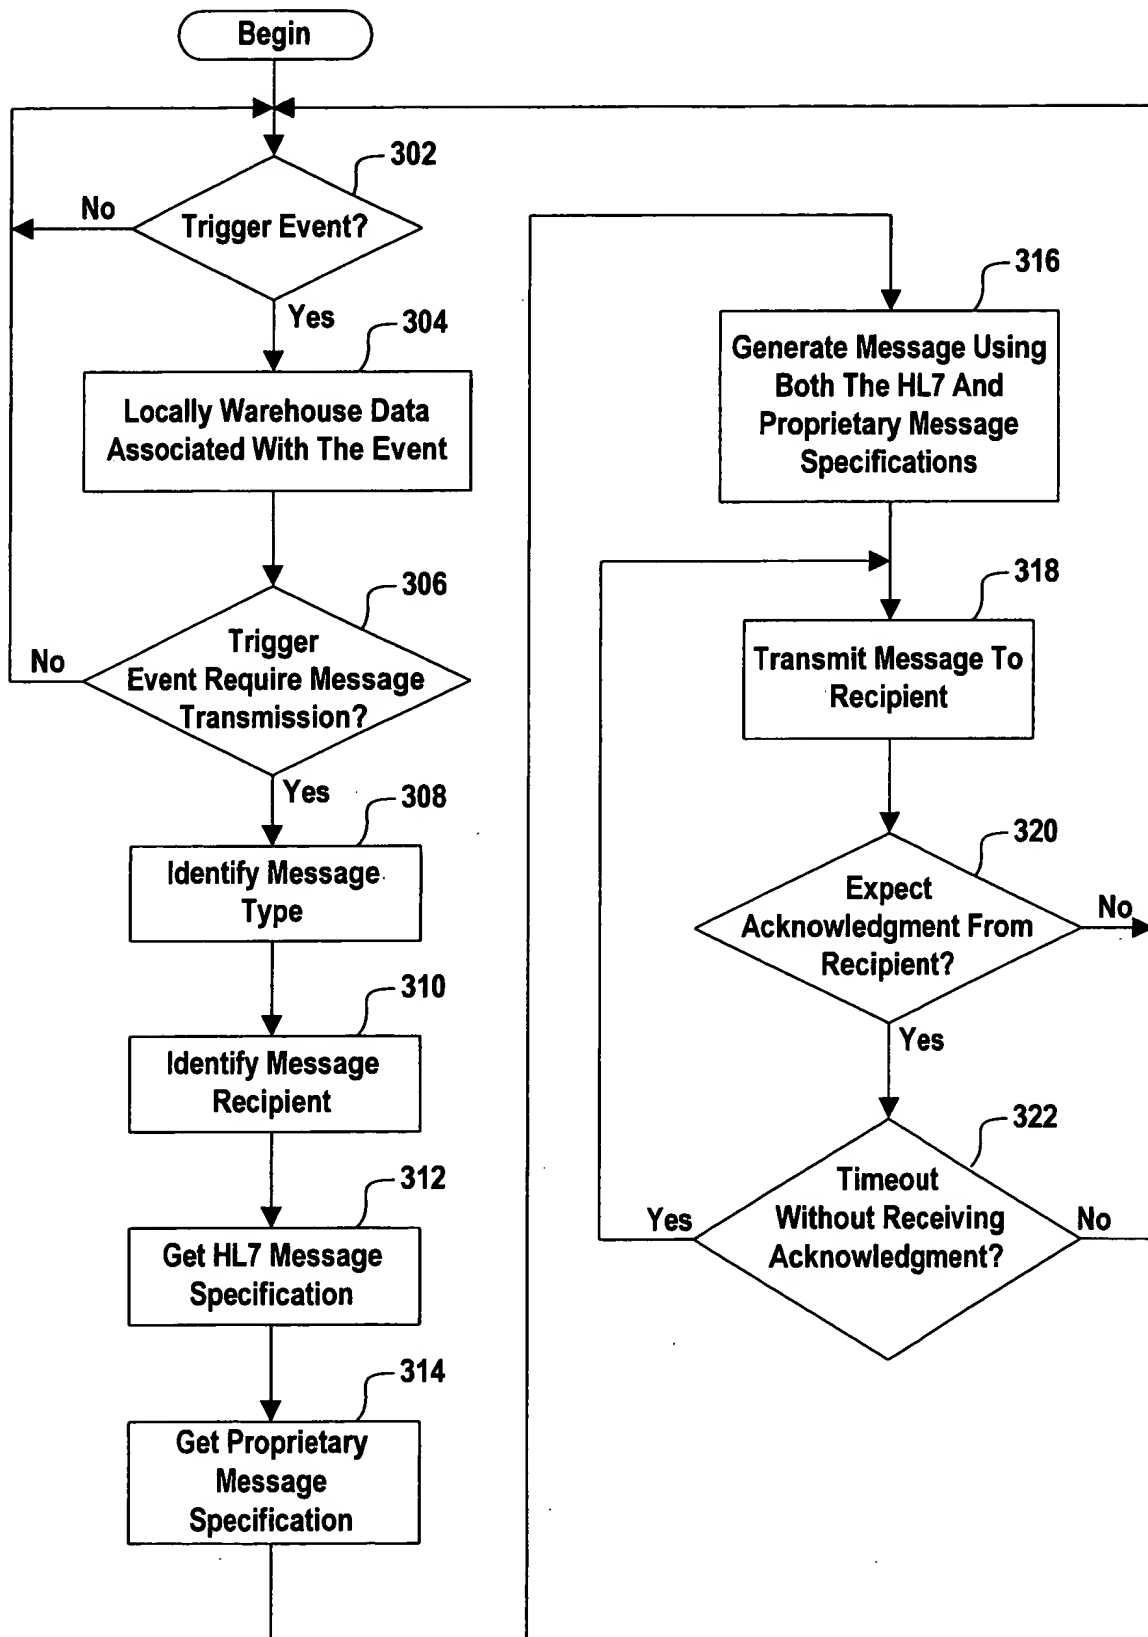 Begin
302
No
Trigger Event?
Yes
304
Locally Warehouse Data
Associated With The Event
306
Trigger
No
Event Require Message
Transmission?
Yes
308
Identify Message
Type
310
Identify Message
Recipient
312
Get HL7 Message
Specification
314
Get Proprietary
Message
Specification
316
Generate Message Using
Both The HL7 And
Proprietary Message
Specifications
318
Transmit Message To
Recipient
320
Expect
Acknowledgment From
Recipient?
No
Yes
322
Timeout
Without Receiving
Acknowledgment?
Yes
No